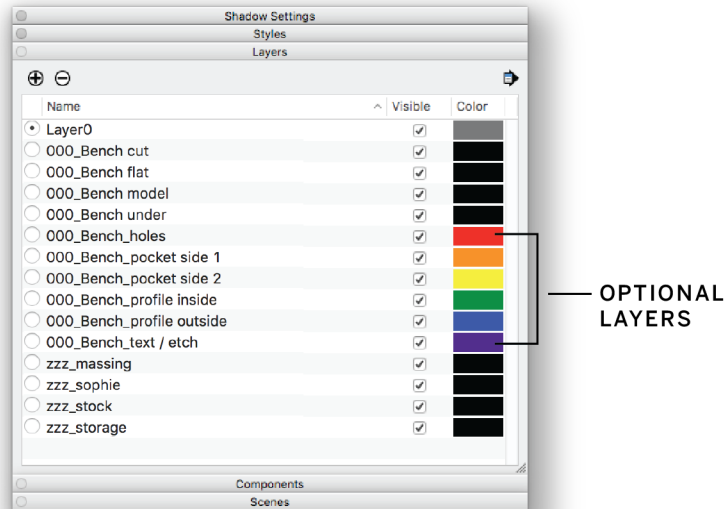 Shadow Settings
Styles
Layers
Name Visible Color
Layer0
000_Bench cut
000_Bench flat
000_Bench model
000_Bench under
000_Bench_holes
000_Bench_pocket side 1
000_Bench_pocket side 2
000_Bench_profile inside
000_Bench_profile outside
000_Bench_text / etch
zzz_massing
zzz_sophie
zzz_stock
zzz_storage
OPTIONAL
LAYERS
Components
Scenes